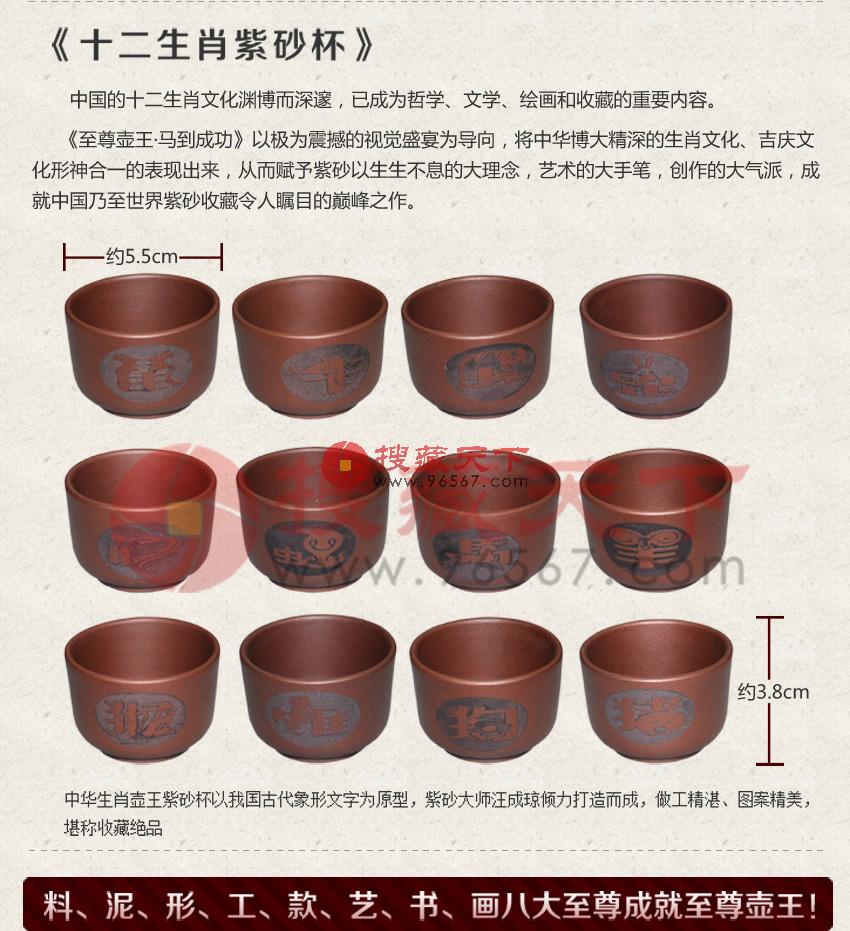 《十二生肖紫砂杯》
中国的十二生肖文化渊博而深邃，已成为哲学、文学、绘画和收藏的重要内容。
《至尊壶王·马到成功》以极为震撼的视觉盛宴为导向，将中华博大精深的生肖文化、吉庆文
化形神合一的表现出来，从而赋予紫砂以生生不息的大理念，艺术的大手笔，创作的大气派，成
就中国乃至世界紫砂收藏令人瞩目的巅峰之作。
约5.5cm
搜藏天下
www.96567.com
搜藏天下
www.96567.com
约3.8cm
中华生肖壶王紫砂杯以我国古代象形文字为原型，紫砂大师汪成琼倾力打造而成，做工精湛、图案精美，
堪称收藏绝品
料、泥、形、工、款、艺、书、画八大至尊成就至尊壶王！